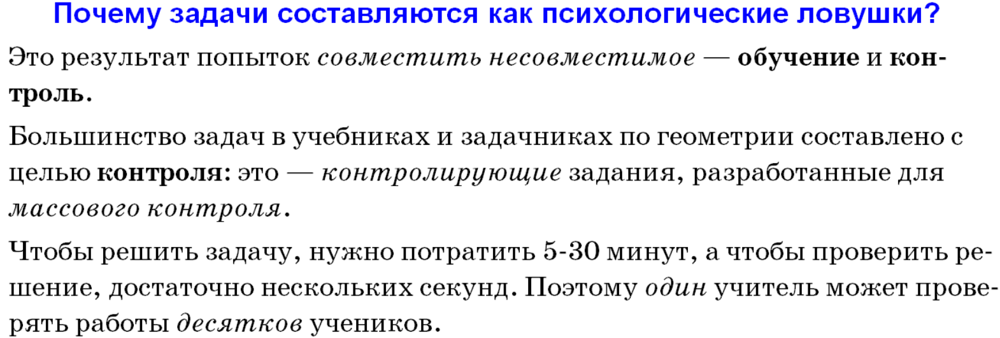 Почему задачи составляются как психологические ловушки?
Это результат попыток совместить несовместимое — обучение и кон-
троль.
Большинство задач в учебниках и задачниках по геометрии составлено с
целью контроля: это — контролирующие задания, разработанные для
массового контроля.
Чтобы решить задачу, нужно потратить 5-30 минут, а чтобы проверить ре-
шение, достаточно нескольких секунд. Поэтому один учитель может прове-
рять работы десятков учеников.